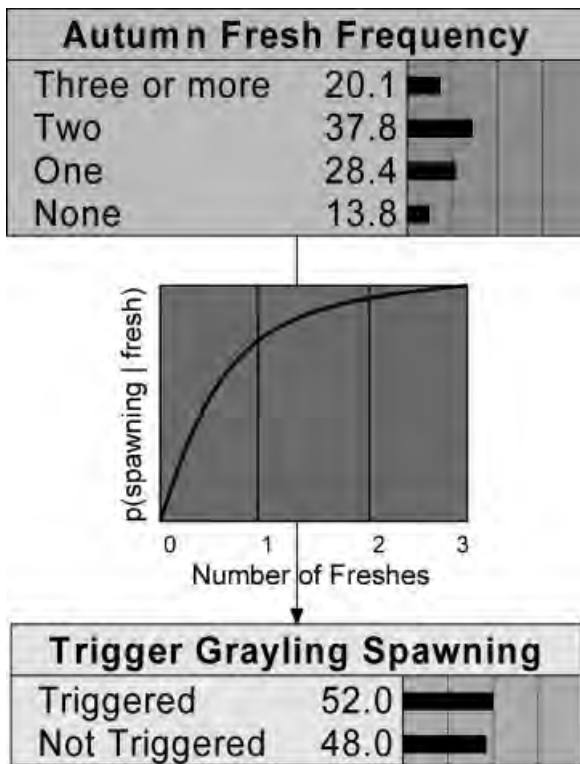 Autumn Fresh Frequency
Three or more 20.1
Two 37.8
One 28.4
None 13.8
p(spawning | fresh)
0 1 2 3
Number of Freshes
Trigger Grayling Spawning
Triggered 52.0
Not Triggered 48.0